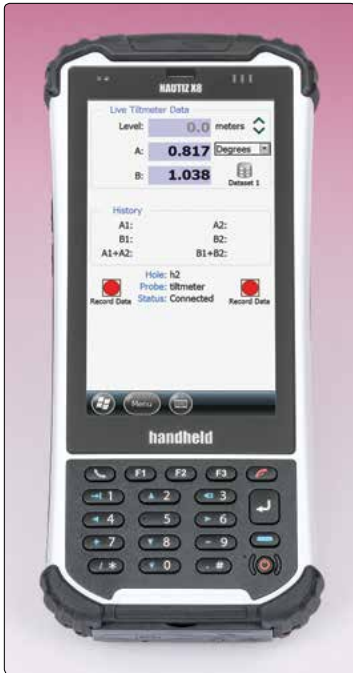 NAUTIZ X8
Live Tiltmeter Data
Level: 0.0 meters
A: 0.817 Degrees
B: 1.038
Dataset 1
History
A1: A2:
B1: B2:
A1+A2: B1+B2:
Hole: h2
Probe: tiltmeter
Record Data Status: Connected Record Data
Menu
handheld
F1 F2 F3
1 2 3
4 5 6
7 8 9
/ * 0 . #